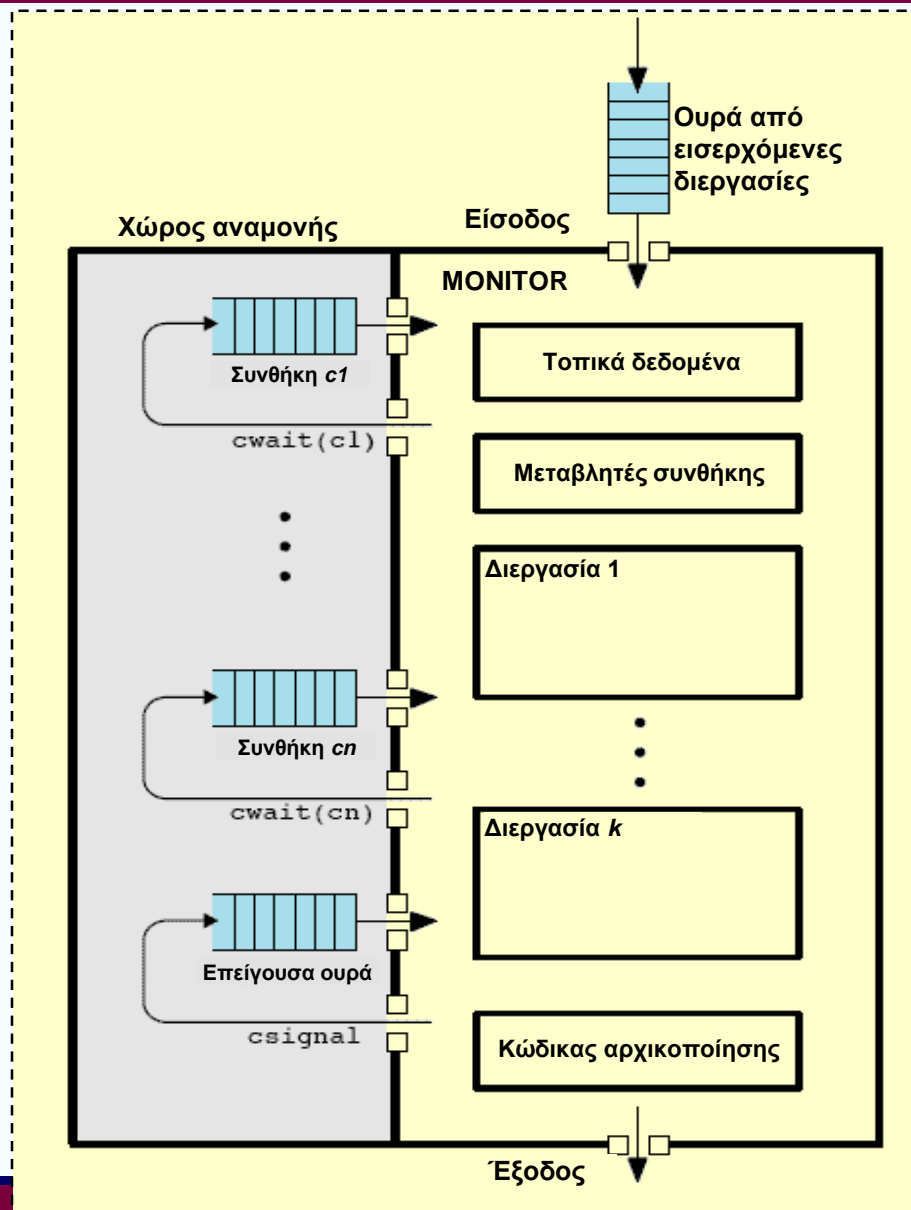 Ουρά από
εισερχόμενες
διεργασίες
Χώρος αναμονής
Είσοδος
MONITOR
Συνθήκη c1
Τοπικά δεδομένα
cwait(c1)
Μεταβλητές συνθήκης
Διεργασία 1
Συνθήκη cn
cwait(cn)
Διεργασία k
Επείγουσα ουρά
csignal
Κώδικας αρχικοποίησης
Έξοδος